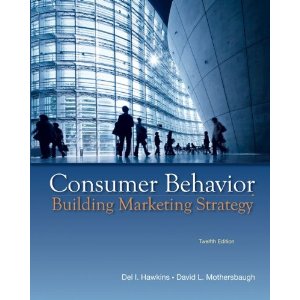 Consumer Behavior
Building Marketing Strategy
Twelfth Edition
Del I. Hawkins • David L. Mothersbaugh